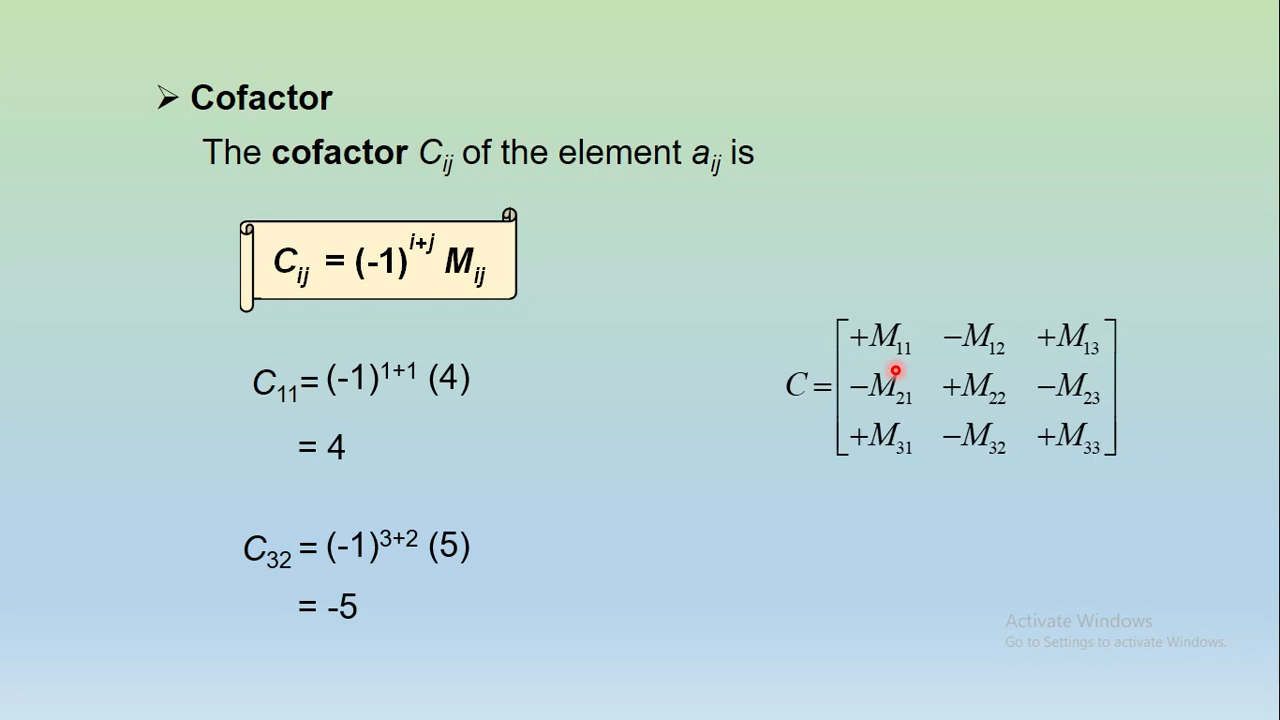 ➢ Cofactor
The cofactor Cij of the element aij is
Cij = (-1)^i+j Mij
C11= (-1)^1+1 (4)
= 4
C32 = (-1)^3+2 (5)
= -5
C = [+M11 −M12 +M13
−M21 +M22 −M23
+M31 −M32 +M33]
Activate Windows
Go to Settings to activate Windows.